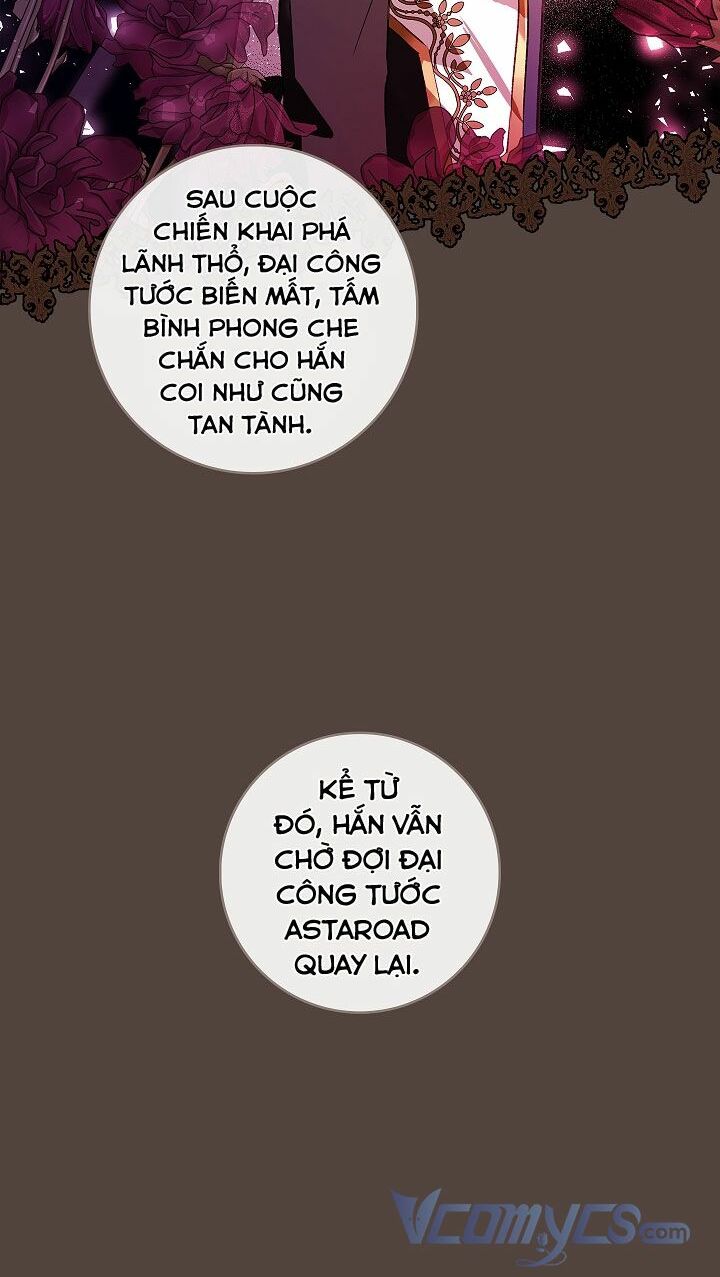 SAU CUỘC
CHIẾN KHAI PHÁ
LÃNH THỔ, ĐẠI CÔNG
TƯỚC BIẾN MẤT, TẤM
BÌNH PHONG CHE
CHẮN CHO HẮN
COI NHƯ CŨNG
TAN TÀNH.
KỂ TỪ
ĐÓ, HẮN VẪN
CHỜ ĐỢI ĐẠI
CÔNG TƯỚC
ASTAROAD
QUAY LẠI.
VCOMYCS.com